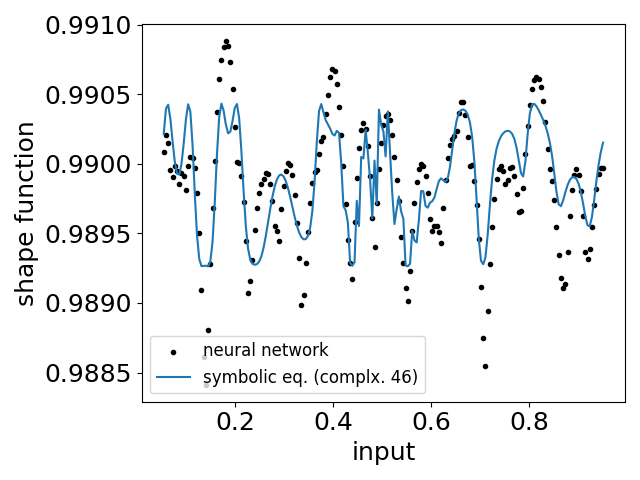 0.9910
0.9905
0.9900
0.9895
0.9890
0.9885
shape function
neural network
symbolic eq. (complx. 46)
0.2 0.4 0.6 0.8
input